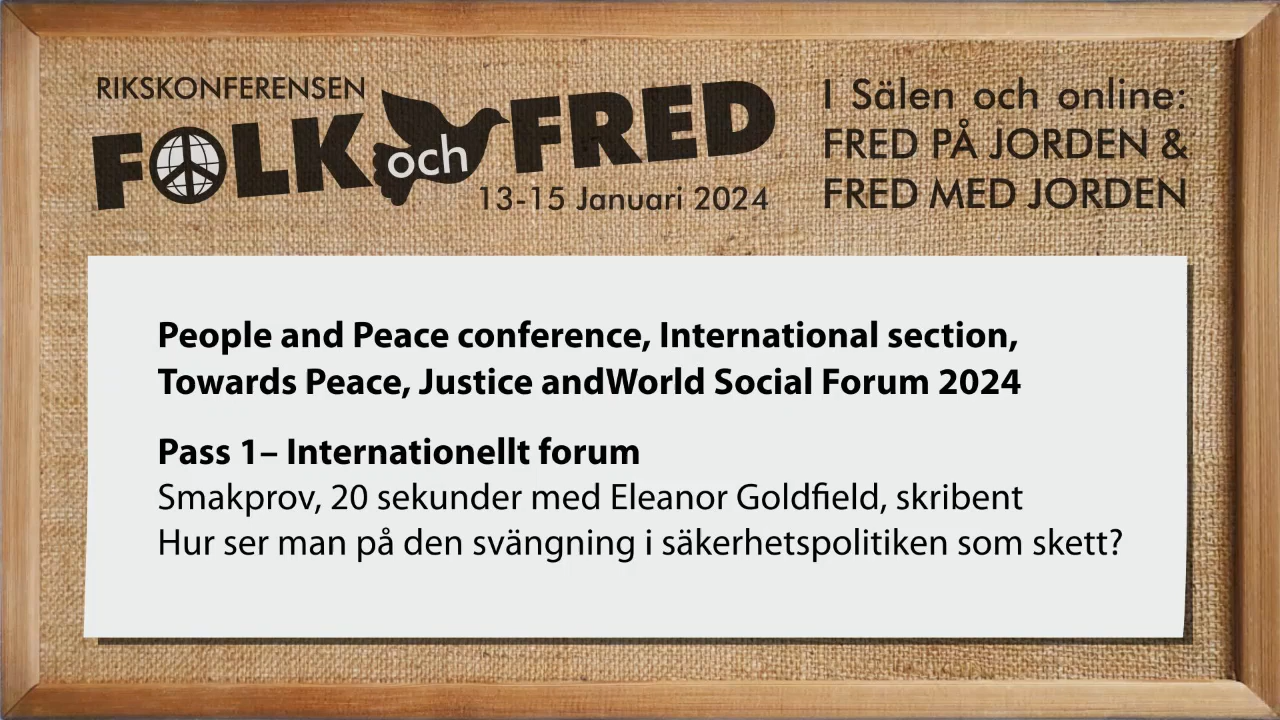 RIKSKONFERENSEN
FOLK och FRED
13-15 Januari 2024
I Sälen och online:
FRED PÅ JORDEN &
FRED MED JORDEN
People and Peace conference, International section,
Towards Peace, Justice andWorld Social Forum 2024
Pass 1– Internationellt forum
Smakprov, 20 sekunder med Eleanor Goldfield, skribent
Hur ser man på den svängning i säkerhetspolitiken som skett?